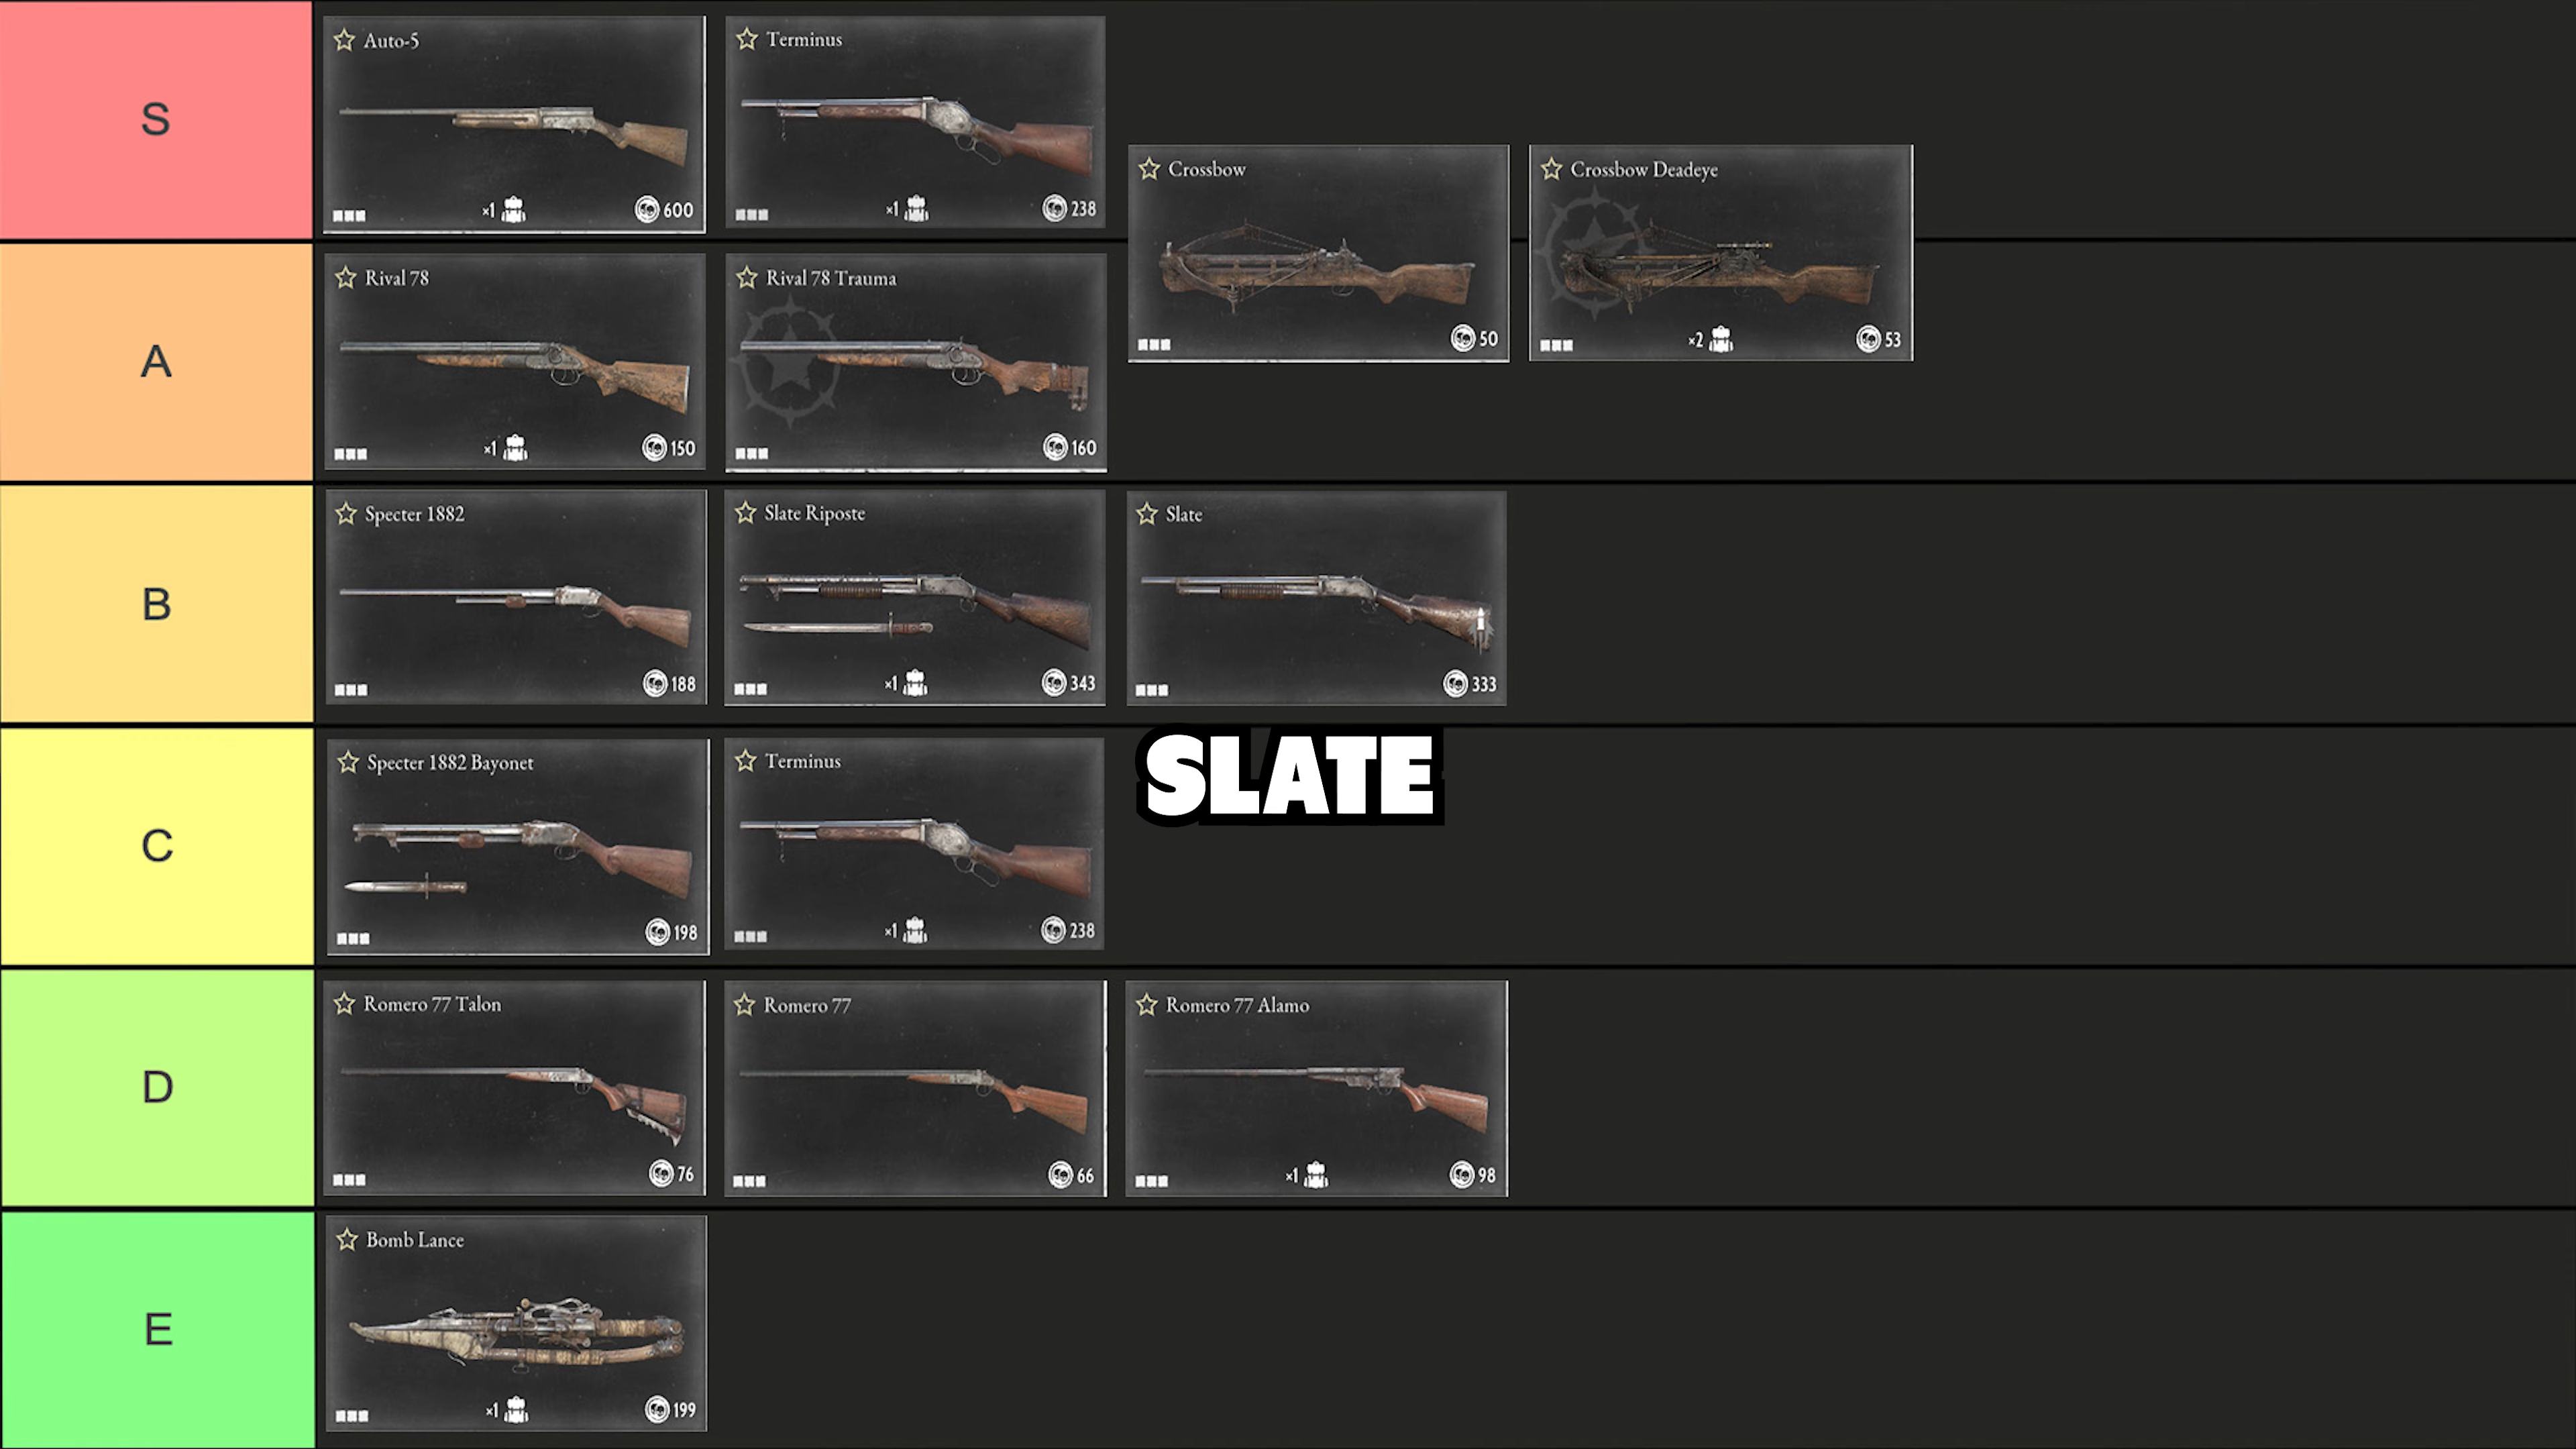 S
Auto-5
×1
600
Terminus
×1
238
Crossbow
50
Crossbow Deadeye
×2
53
A
Rival 78
×1
150
Rival 78 Trauma
160
B
Specter 1882
188
Slate Riposte
×1
343
Slate
333
SLATE
C
Specter 1882 Bayonet
198
Terminus
×1
238
D
Romero 77 Talon
76
Romero 77
66
Romero 77 Alamo
×1
98
E
Bomb Lance
×1
199